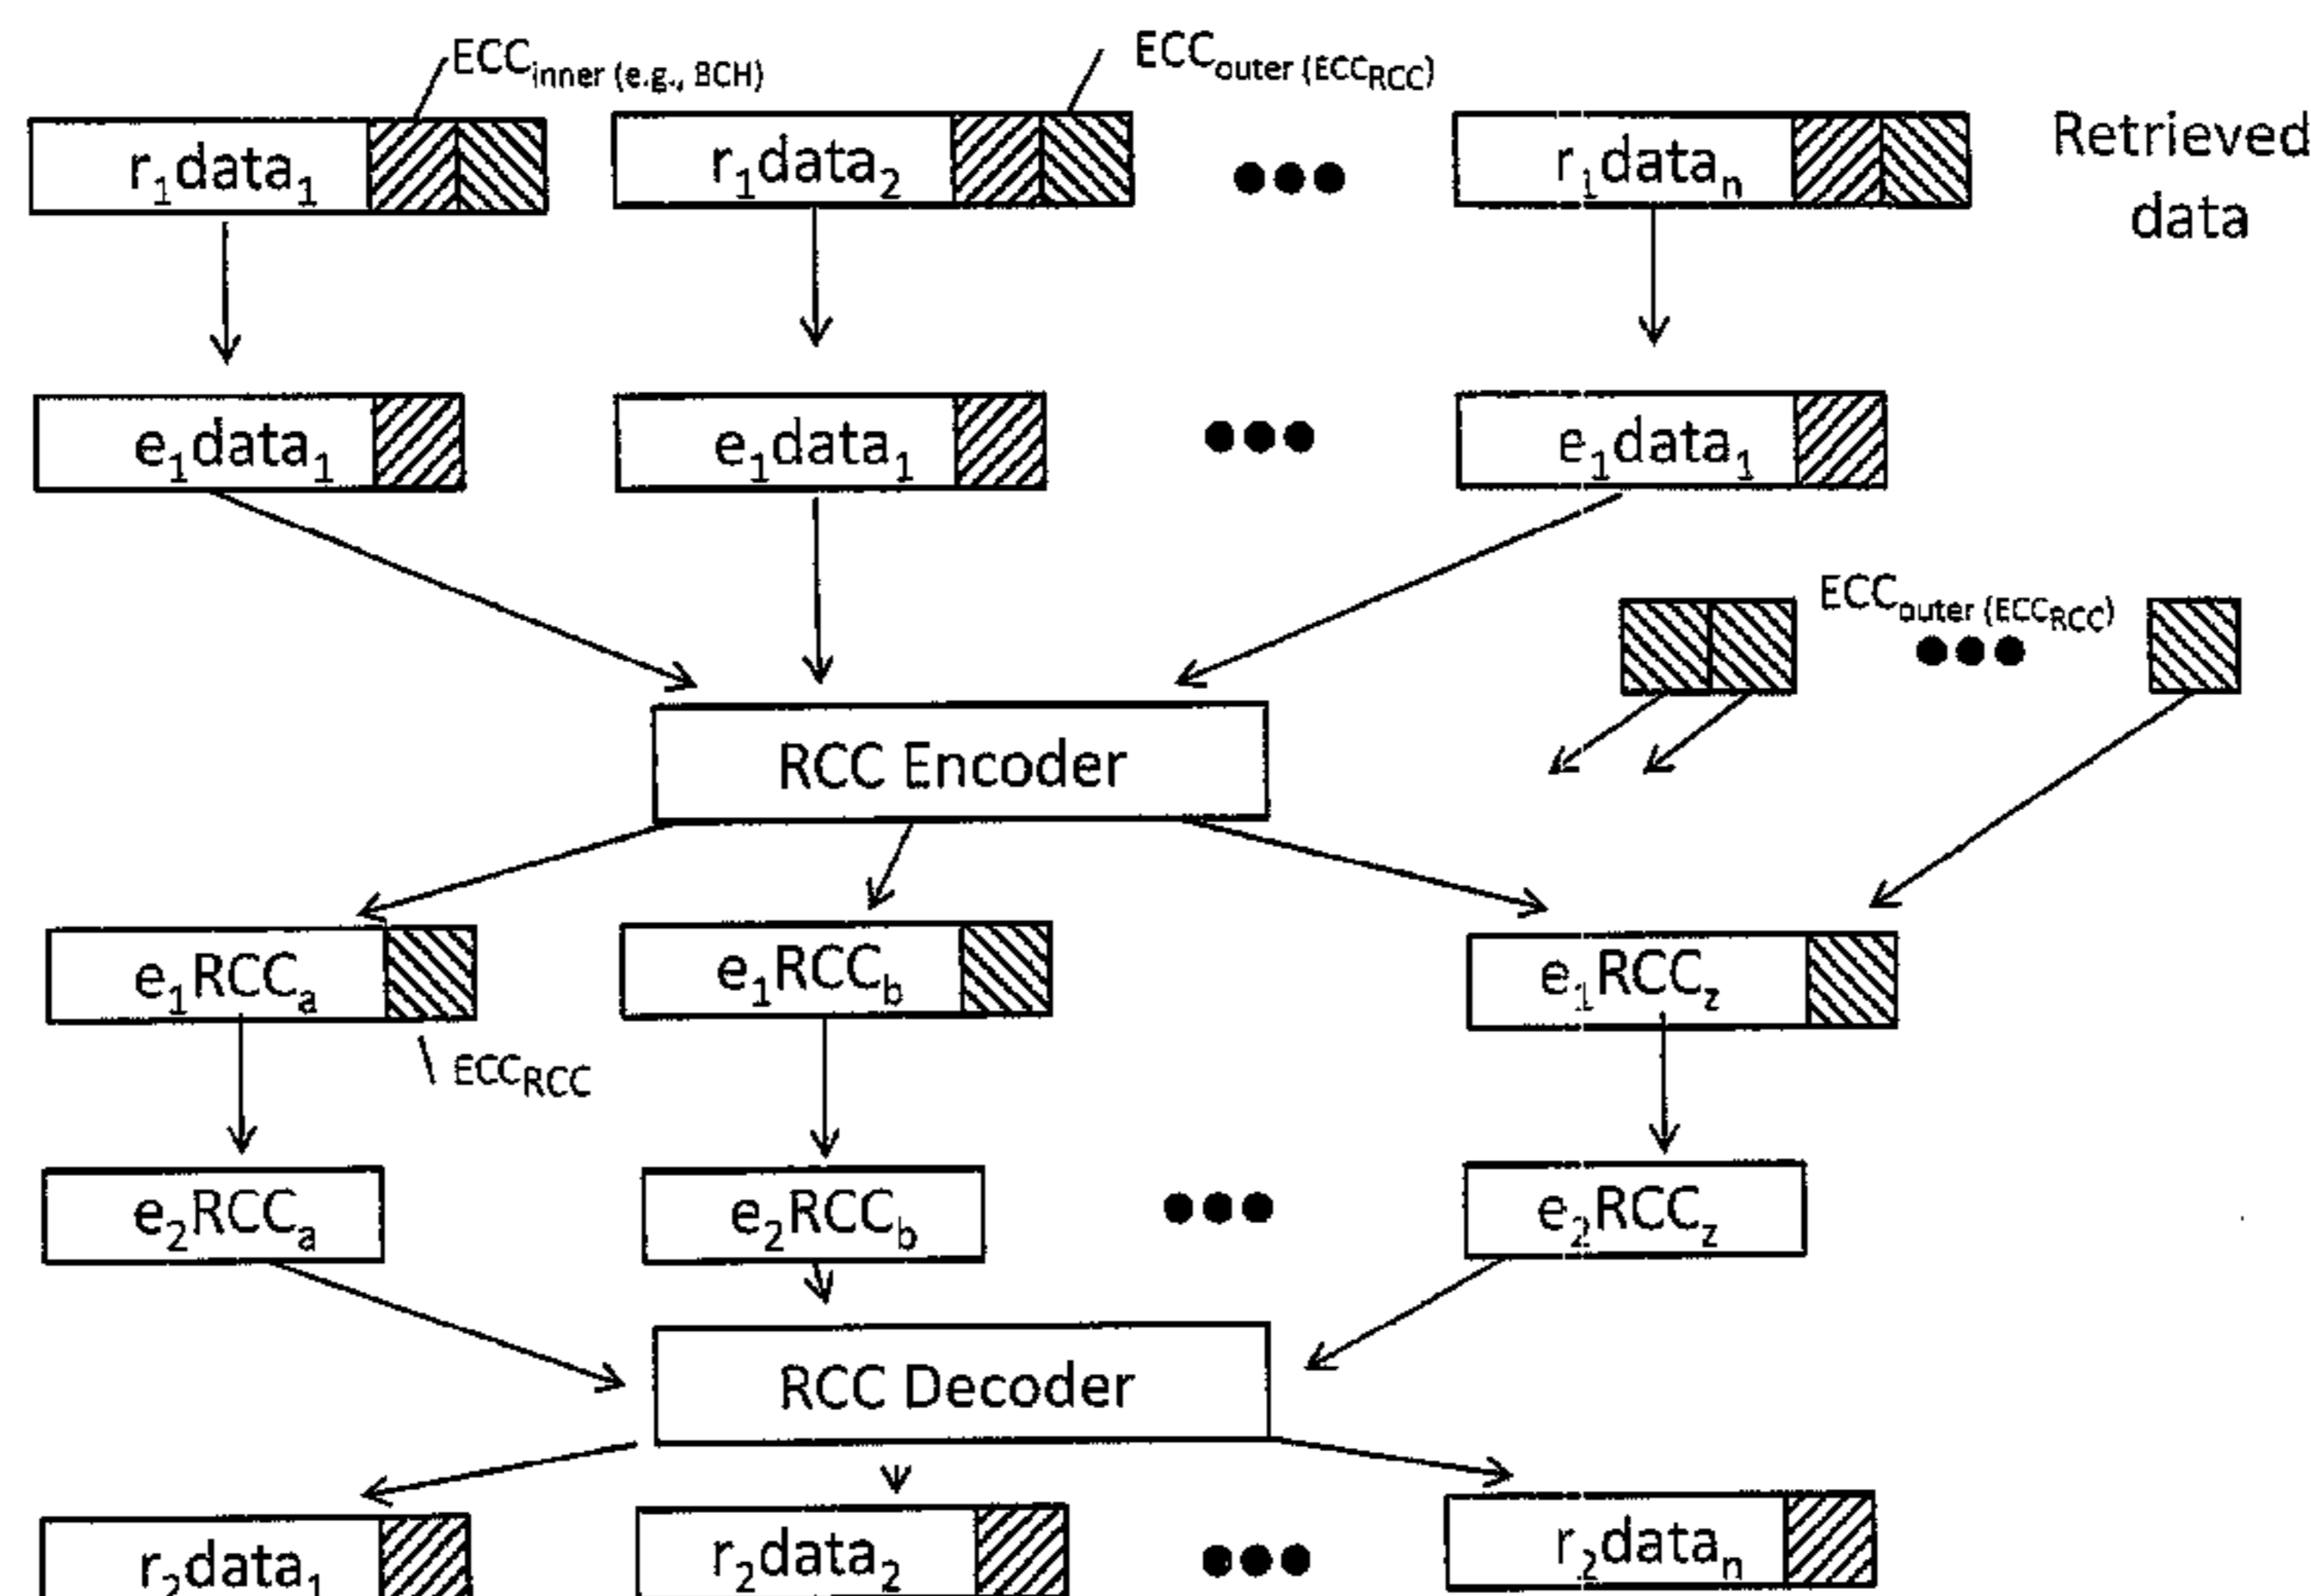 ECCinner (e.g., BCH)
ECCouter (ECCRCC)
r1data1
r1data2
r1datan
Retrieved
data
e1data1
e1data1
e1data1
ECCouter (ECCRCC)
RCC Encoder
e1RCCa
e1RCCb
e1RCCz
ECCRCC
e2RCCa
e2RCCb
e2RCCz
RCC Decoder
r2data1
r2data2
r2datan